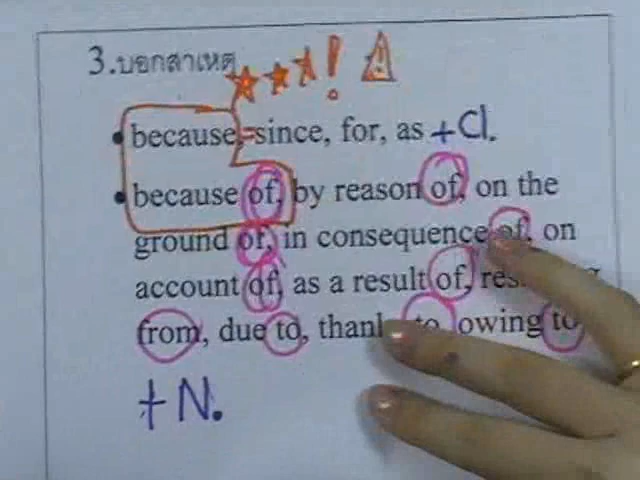 3.บอกสาเหตุ !
• because, since, for, as +Cl.
• because of, by reason of, on the
ground of, in consequence of, on
account of, as a result of,
from, due to, to, owing to
+ N.